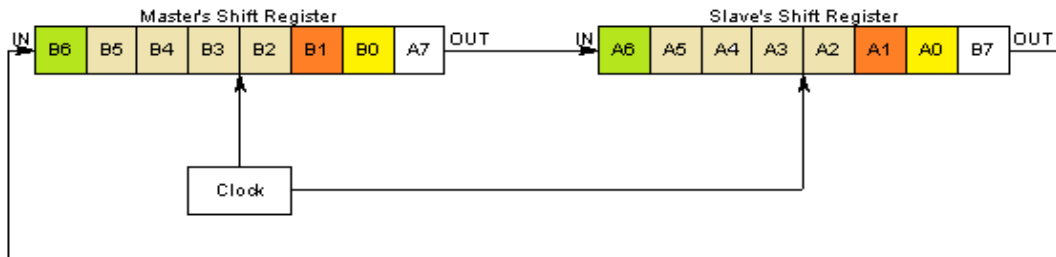 Master's Shift Register
Slave's Shift Register
IN B6 B5 B4 B3 B2 B1 B0 A7 OUT
IN A6 A5 A4 A3 A2 A1 A0 B7 OUT
Clock